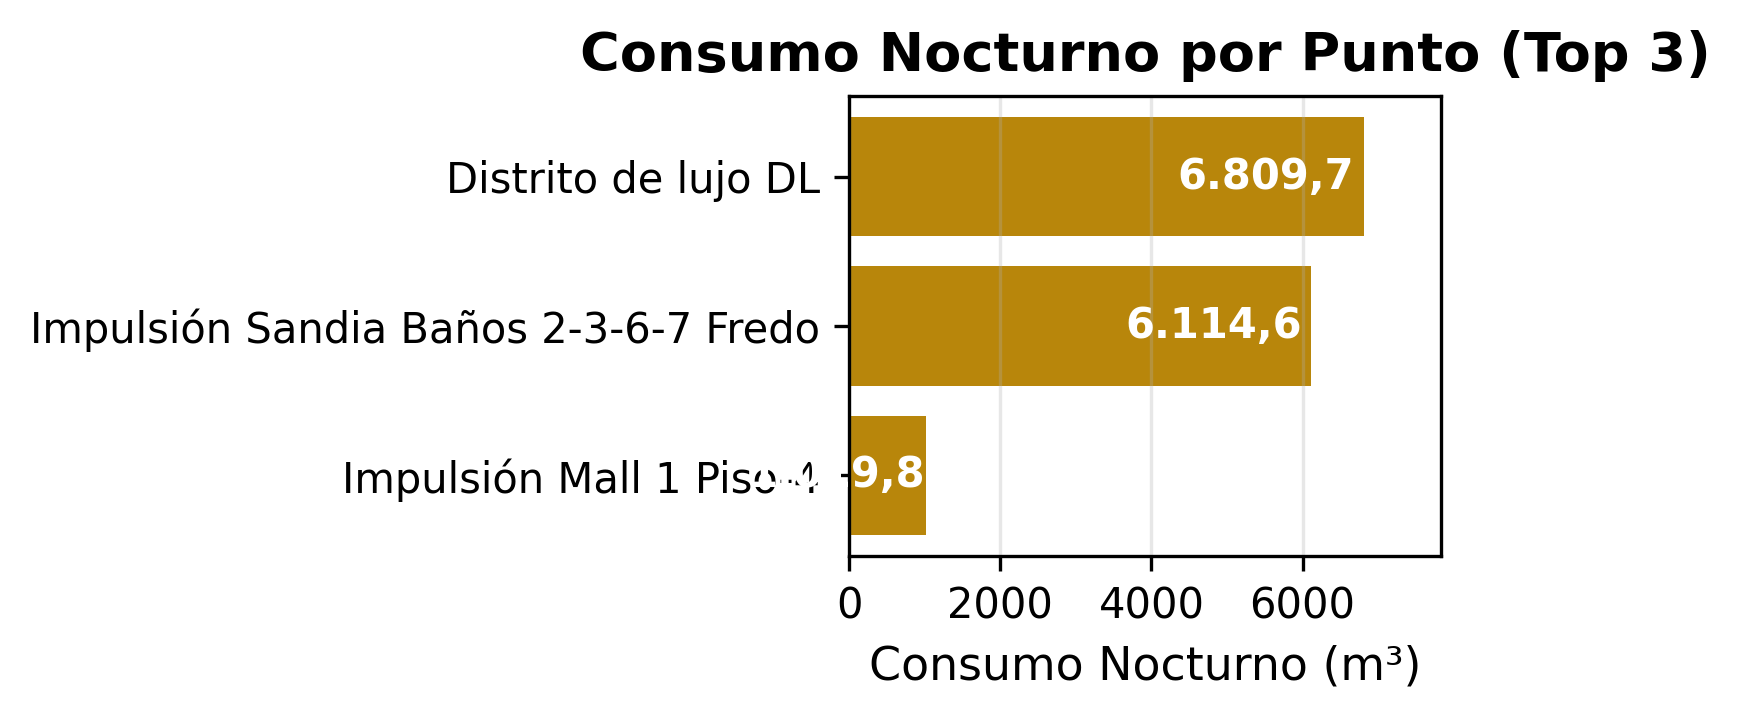 Consumo Nocturno por Punto (Top 3)
Distrito de lujo DL
6.809,7
Impulsión Sandia Baños 2-3-6-7 Fredo
6.114,6
Impulsión Mall 1 Piso 4
9,8
0 2000 4000 6000
Consumo Nocturno (m³)